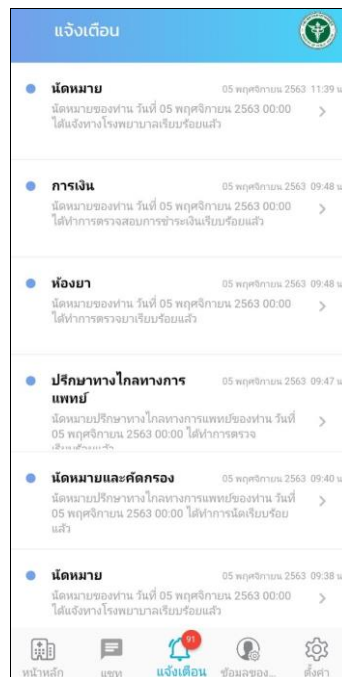 แจ้งเตือน
นัดหมาย
05 พฤศจิกายน 2563 11:39 น
นัดหมายของท่าน วันที่ 05 พฤศจิกายน 2563 00:00
ได้แจ้งทางโรงพยาบาลเรียบร้อยแล้ว
การเงิน
05 พฤศจิกายน 2563 09:48 น
นัดหมายของท่าน วันที่ 05 พฤศจิกายน 2563 00:00
ได้ทำการตรวจสอบการชำระเงินเรียบร้อยแล้ว
ห้องยา
05 พฤศจิกายน 2563 09:48 น
นัดหมายของท่าน วันที่ 05 พฤศจิกายน 2563 00:00
ได้ทำการตรวจยาเรียบร้อยแล้ว
ปรึกษาทางไกลทางการ
05 พฤศจิกายน 2563 09:47 น
แพทย์
นัดหมายปรึกษาทางไกลทางการแพทย์ของท่าน วันที่
05 พฤศจิกายน 2563 00:00 ได้ทำการตรวจ
เรียบร้อยแล้ว
นัดหมายและคัดกรอง
05 พฤศจิกายน 2563 09:40 น
นัดหมายปรึกษาทางไกลทางการแพทย์ของท่าน วันที่
05 พฤศจิกายน 2563 00:00 ได้ทำการนัดเรียบร้อย
แล้ว
นัดหมาย
05 พฤศจิกายน 2563 09:38 น
นัดหมายของท่าน วันที่ 05 พฤศจิกายน 2563 00:00
ได้แจ้งทางโรงพยาบาลเรียบร้อยแล้ว
91
หน้าหลัก แชท แจ้งเตือน ข้อมูลของ... ตั้งค่า